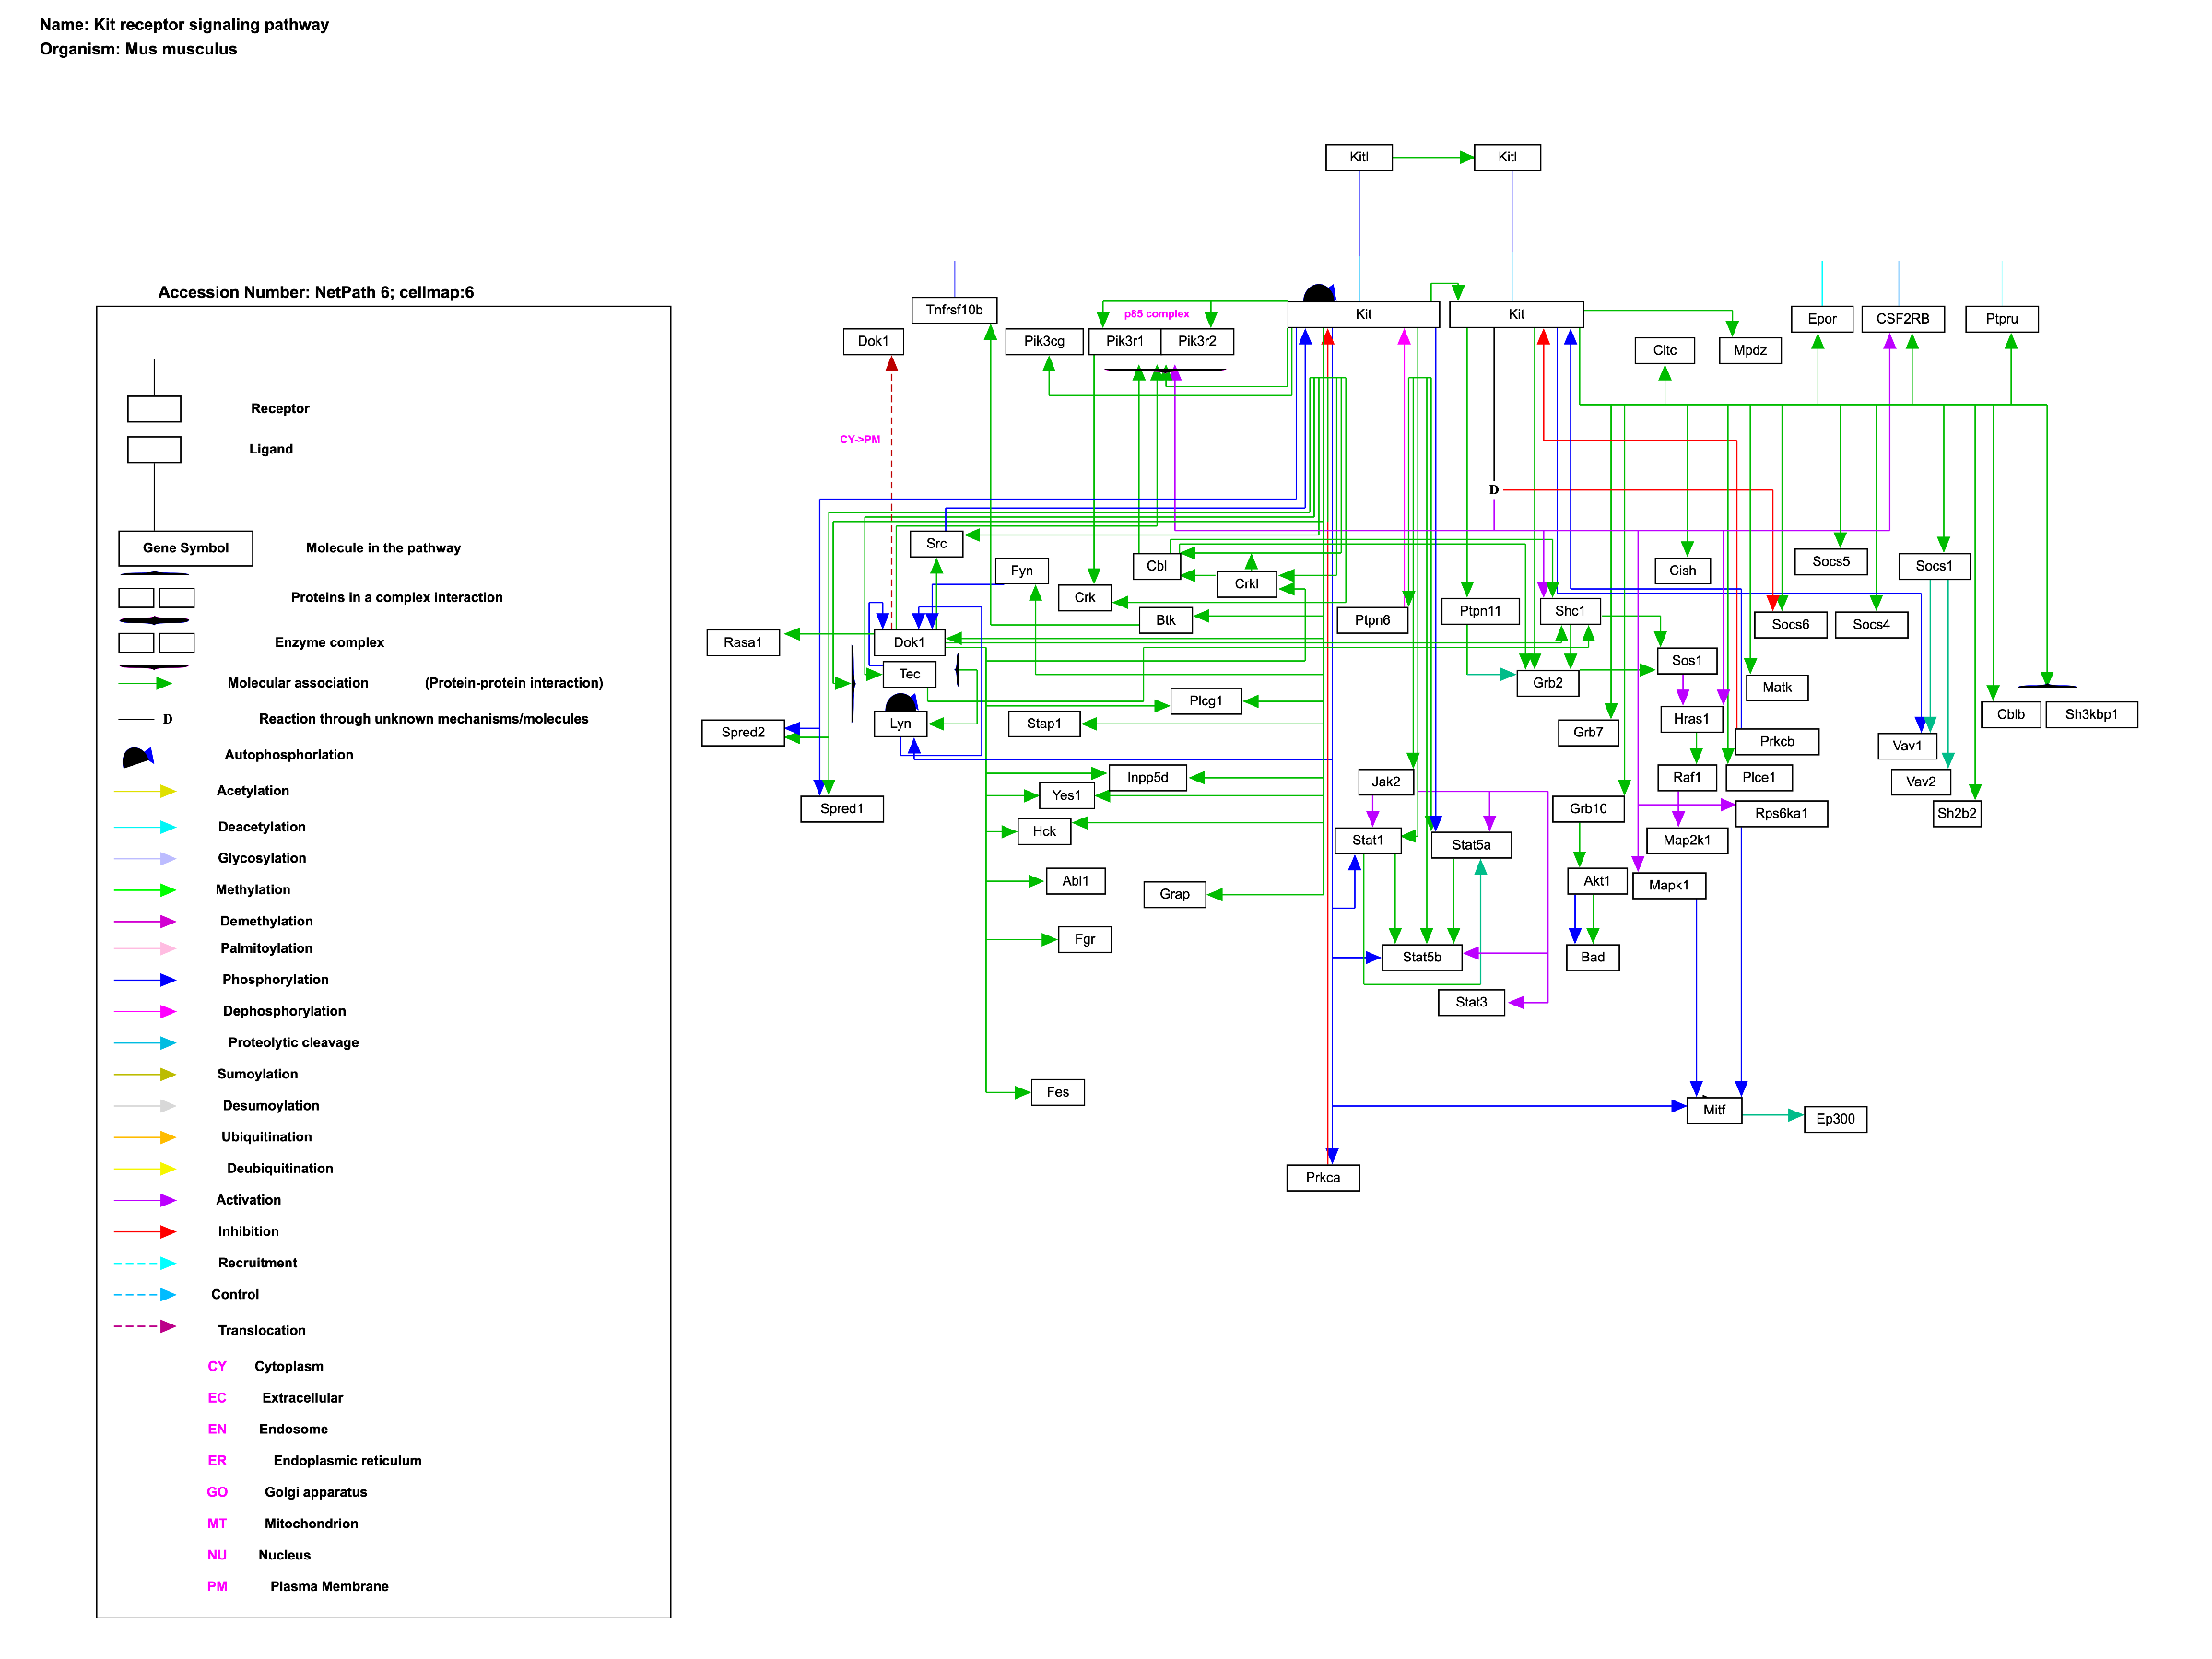 Name: Kit receptor signaling pathway
Organism: Mus musculus
Accession Number: NetPath 6; cellmap:6
Receptor
Ligand
Gene Symbol
Molecule in the pathway
Proteins in a complex interaction
Enzyme complex
Molecular association (Protein-protein interaction)
D Reaction through unknown mechanisms/molecules
Autophosphorlation
Acetylation
Deacetylation
Glycosylation
Methylation
Demethylation
Palmitoylation
Phosphorylation
Dephosphorylation
Proteolytic cleavage
Sumoylation
Desumoylation
Ubiquitination
Deubiquitination
Activation
Inhibition
Recruitment
Control
Translocation
CY Cytoplasm
EC Extracellular
EN Endosome
ER Endoplasmic reticulum
GO Golgi apparatus
MT Mitochondrion
NU Nucleus
PM Plasma Membrane
Kitl
Kitl
Tnfrsf10b
p85 complex
Kit
Kit
Epor
CSF2RB
Ptpru
Dok1
Pik3cg
Pik3r1
Pik3r2
Cltc
Mpdz
CY->PM
D
Src
Fyn
Cbl
Crkl
Crk
Btk
Ptpn6
Ptpn11
Shc1
Cish
Socs5
Socs1
Socs6
Socs4
Rasa1
Dok1
Tec
Lyn
Grb2
Sos1
Matk
Plcg1
Stap1
Spred2
Hras1
Grb7
Prkcb
Cblb
Sh3kbp1
Vav1
Vav2
Inpp5d
Yes1
Jak2
Raf1
Plce1
Spred1
Hck
Stat1
Stat5a
Grb10
Map2k1
Rps6ka1
Sh2b2
Abl1
Grap
Akt1
Mapk1
Fgr
Stat5b
Bad
Stat3
Fes
Mitf
Ep300
Prkca